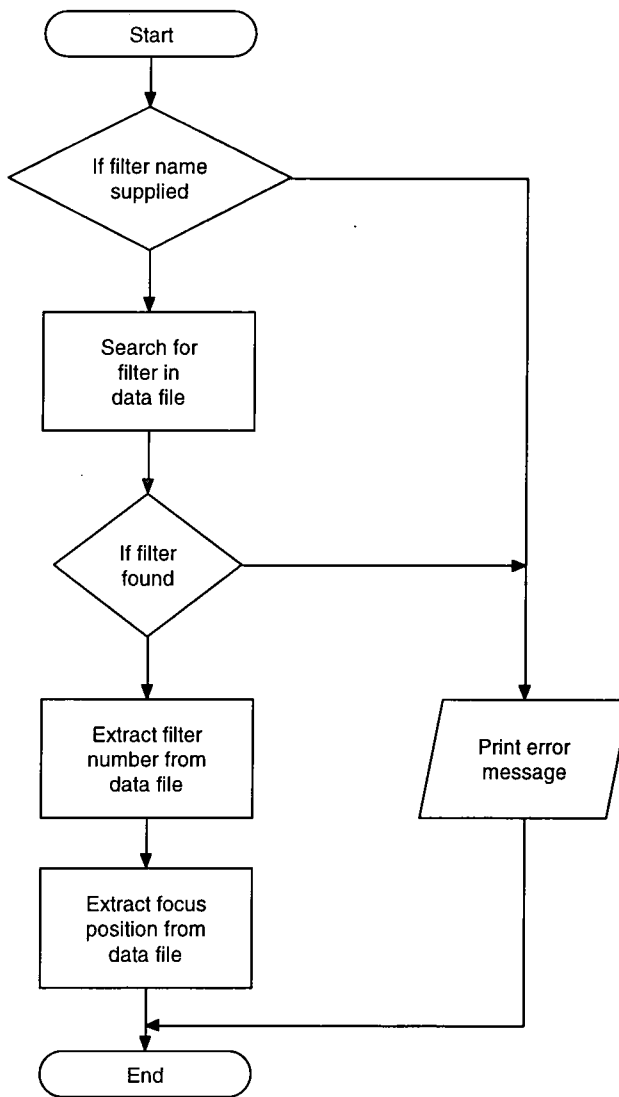 Start
If filter name
supplied
Search for
filter in
data file
If filter
found
Extract filter
number from
data file
Print error
message
Extract focus
position from
data file
End